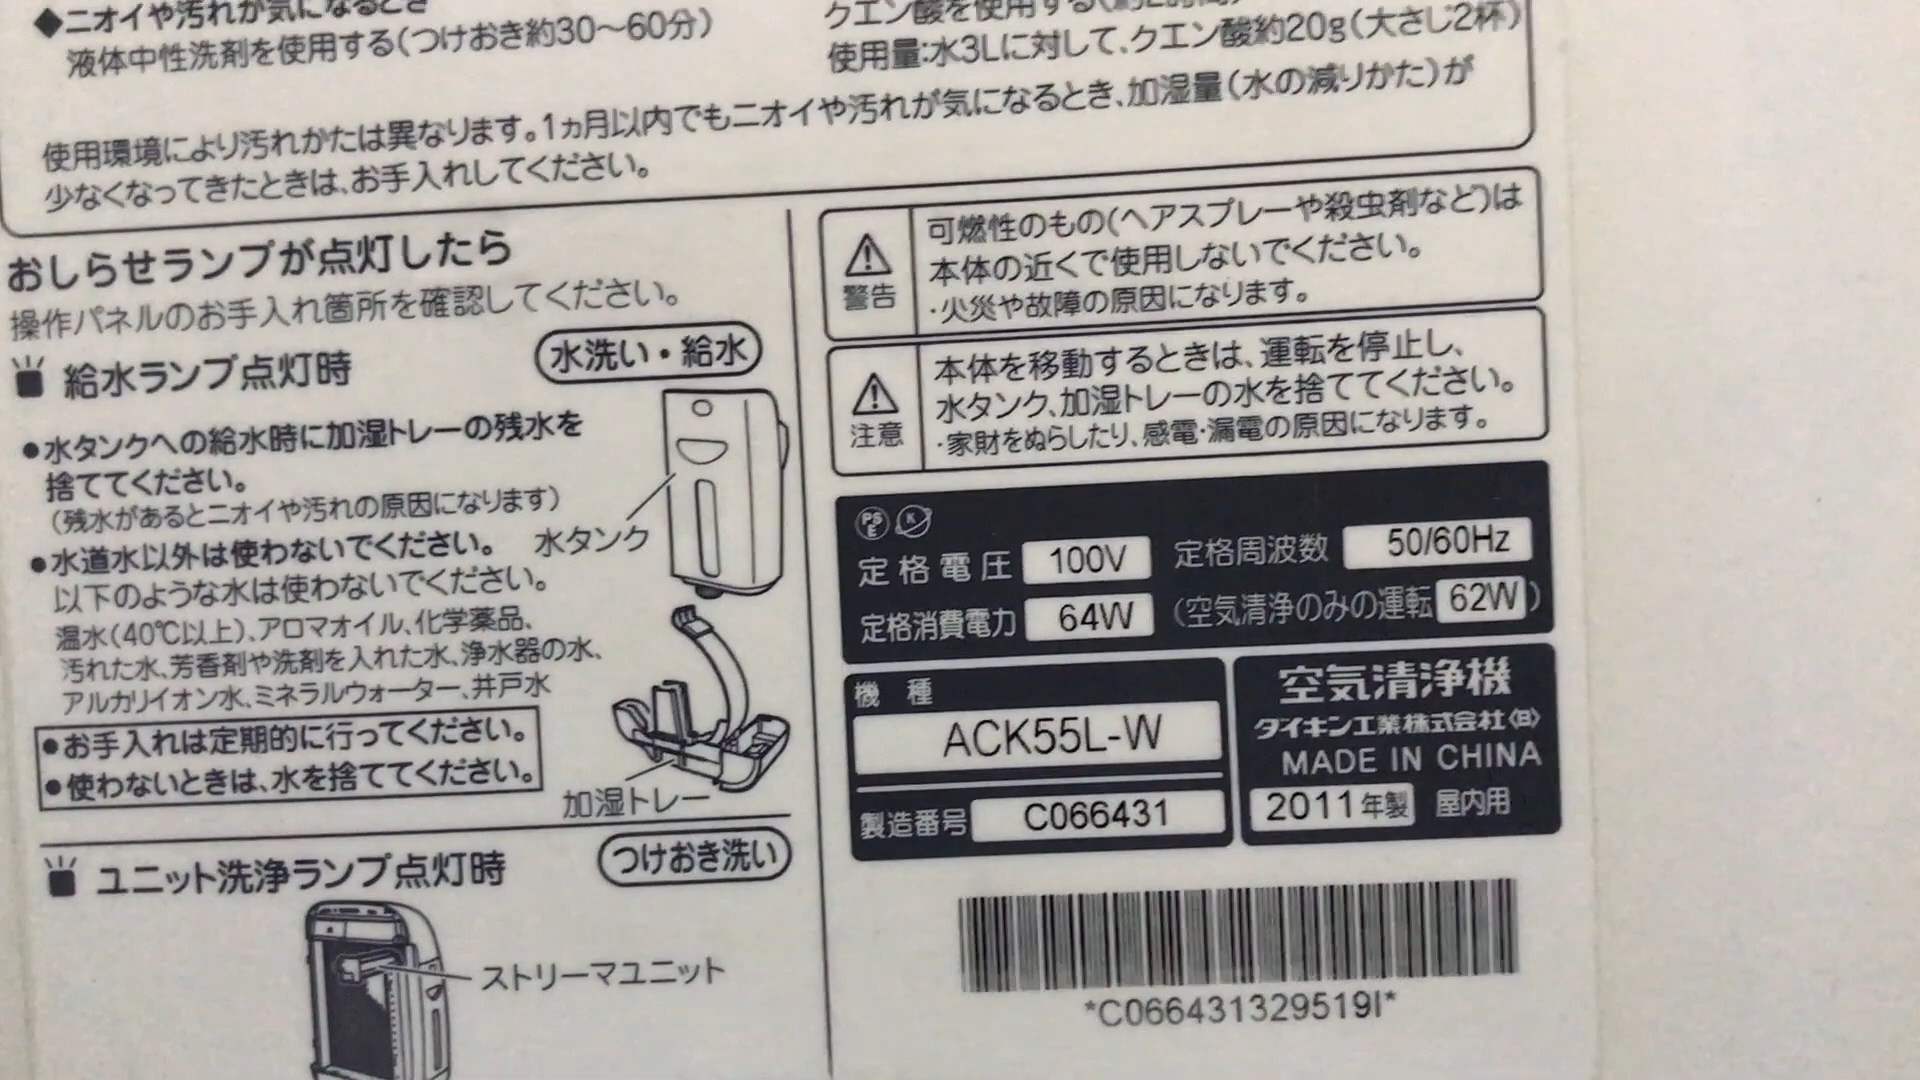 ◆ニオイや汚れが気になるとき
液体中性洗剤を使用する(つけおき約30〜60分)
クエン酸を使用する(約2時間)
使用量:水3Lに対して、クエン酸約20g(大さじ2杯)
使用環境により汚れかたは異なります。1ヵ月以内でもニオイや汚れが気になるとき、加湿量(水の減りかた)が
少なくなってきたときは、お手入れしてください。
おしらせランプが点灯したら
操作パネルのお手入れ箇所を確認してください。
給水ランプ点灯時
水洗い・給水
●水タンクへの給水時に加湿トレーの残水を
捨ててください。
(残水があるとニオイや汚れの原因になります)
●水道水以外は使わないでください。
水タンク
以下のような水は使わないでください。
温水(40℃以上)、アロマオイル、化学薬品、
汚れた水、芳香剤や洗剤を入れた水、浄水器の水、
アルカリイオン水、ミネラルウォーター、井戸水
●お手入れは定期的に行ってください。
●使わないときは、水を捨ててください。
加湿トレー
ユニット洗浄ランプ点灯時
つけおき洗い
ストリーマユニット
警告
可燃性のもの(ヘアスプレーや殺虫剤など)は
本体の近くで使用しないでください。
・火災や故障の原因になります。
注意
本体を移動するときは、運転を停止し、
水タンク、加湿トレーの水を捨ててください。
・家財をぬらしたり、感電・漏電の原因になります。
PS
E
K
定格電圧 100V 定格周波数 50/60Hz
定格消費電力 64W (空気清浄のみの運転 62W)
機種
ACK55L-W
製造番号 C066431
空気清浄機
ダイキン工業株式会社〈B〉
MADE IN CHINA
2011年製 屋内用
*C066431329519I*